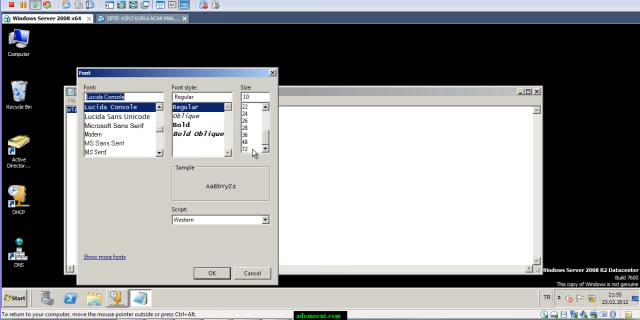 Windows Server 2008 x64
SIFIR WIN7 KURULACAK MAK...
Computer
Recycle Bin
Active
Director...
DHCP
DNS
Font
Font:
Font style:
Size:
Lucida Console
Regular
10
Lucida Console
Lucida Sans Unicode
Microsoft Sans Serif
Modern
MS Sans Serif
MS Serif
Regular
Oblique
Bold
Bold Oblique
22
24
26
28
36
48
72
Sample
AaBbYyZz
Script:
Western
Show more fonts
OK
Cancel
Windows Server 2008 R2 Datacenter
Build 7600
This copy of Windows is not genuine
Start
TR
21:55
23.02.2012
To return to your computer, move the mouse pointer outside or press Ctrl+Alt.